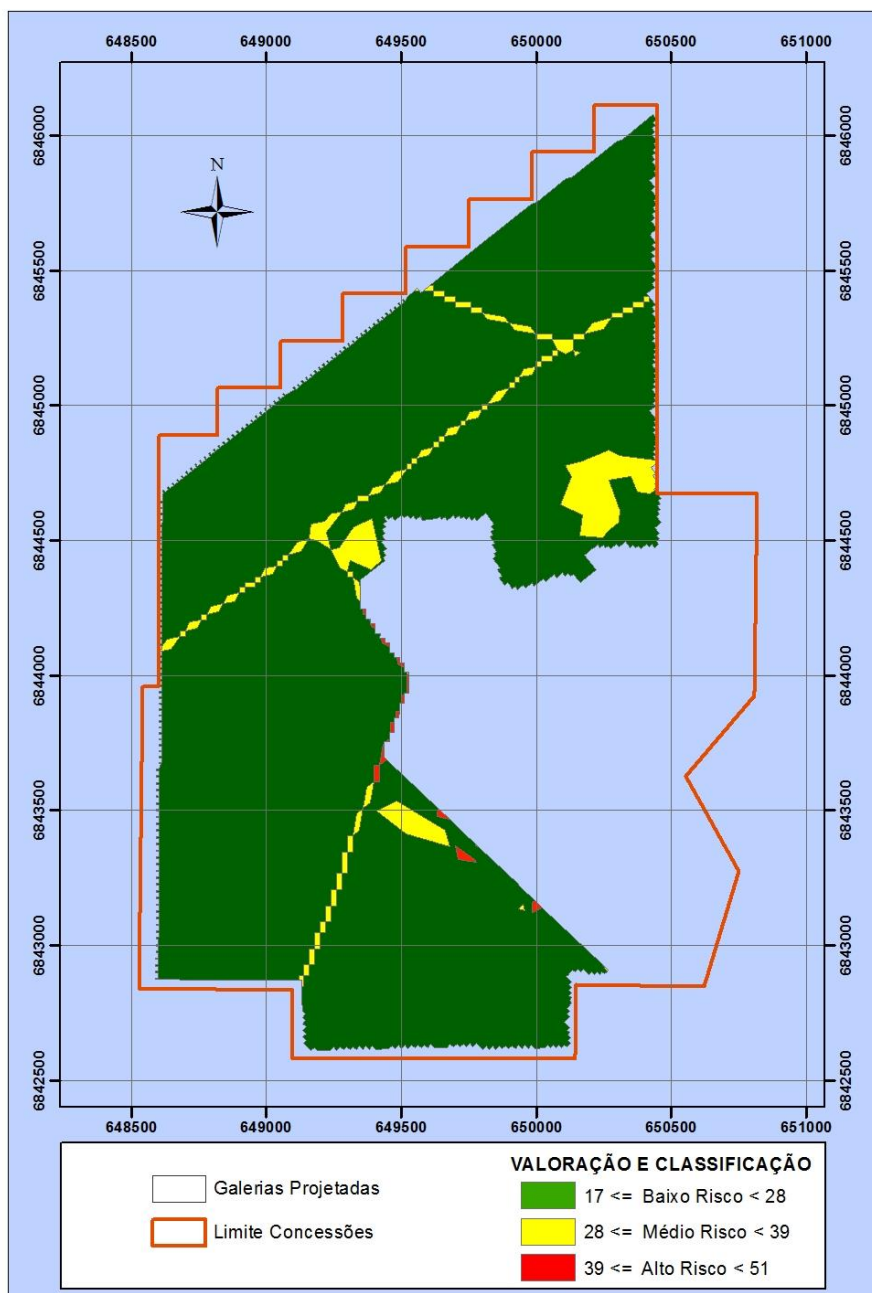 648500 649000 649500 650000 650500 651000
6846000 6846000
N
6845500 6845500
6845000 6845000
6844500 6844500
6844000 6844000
6843500 6843500
6843000 6843000
6842500 6842500
648500 649000 649500 650000 650500 651000
Galerias Projetadas
Limite Concessões
VALORAÇÃO E CLASSIFICAÇÃO
17 <= Baixo Risco < 28
28 <= Médio Risco < 39
39 <= Alto Risco < 51